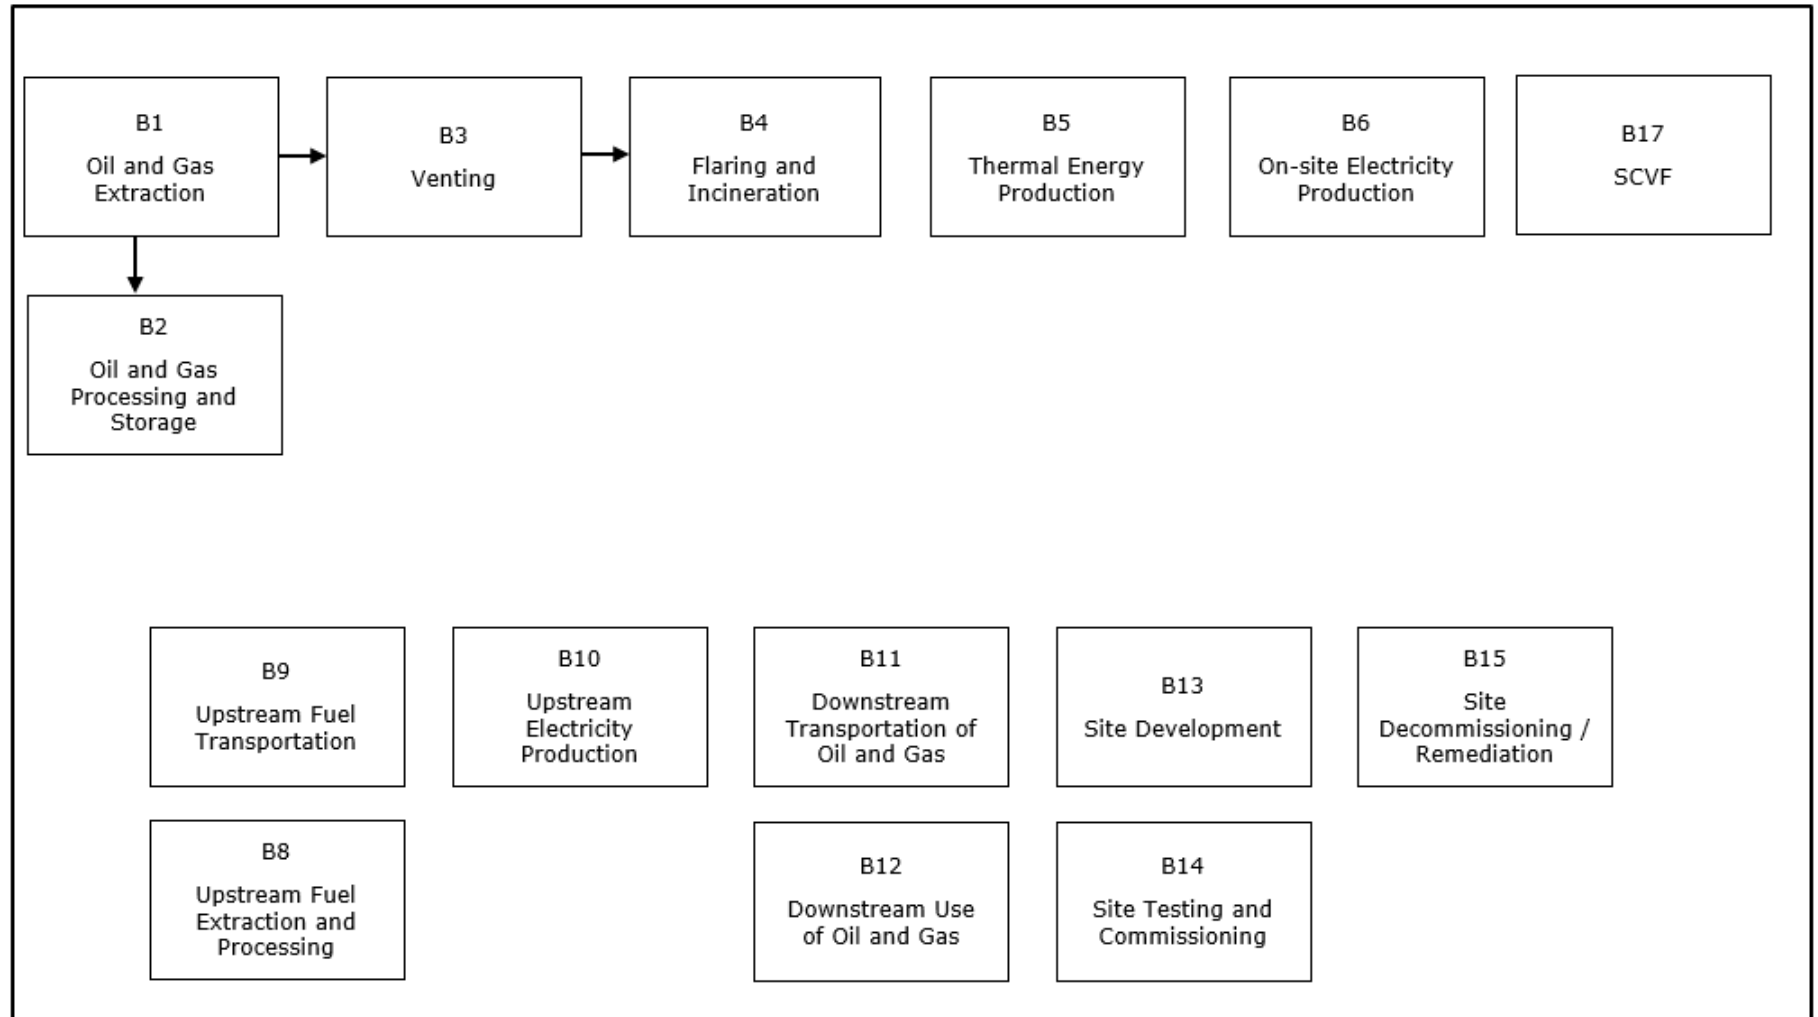 B1
Oil and Gas
Extraction
B3
Venting
B4
Flaring and
Incineration
B5
Thermal Energy
Production
B6
On-site Electricity
Production
B17
SCVF
B2
Oil and Gas
Processing and
Storage
B9
Upstream Fuel
Transportation
B10
Upstream
Electricity
Production
B11
Downstream
Transportation of
Oil and Gas
B13
Site Development
B15
Site
Decommissioning /
Remediation
B8
Upstream Fuel
Extraction and
Processing
B12
Downstream Use
of Oil and Gas
B14
Site Testing and
Commissioning